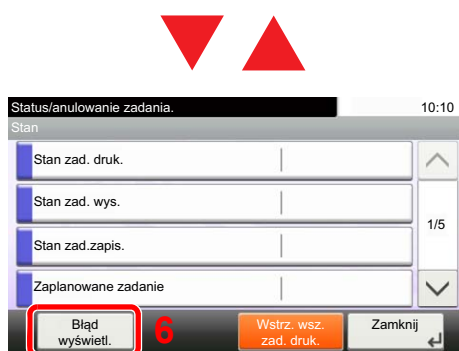 Status/anulowanie zadania. 10:10
Stan
Stan zad. druk.
Stan zad. wys.
1/5
Stan zad.zapis.
Zaplanowane zadanie
Błąd
wyświetl.
6
Wstrz. wsz.
zad. druk.
Zamknij